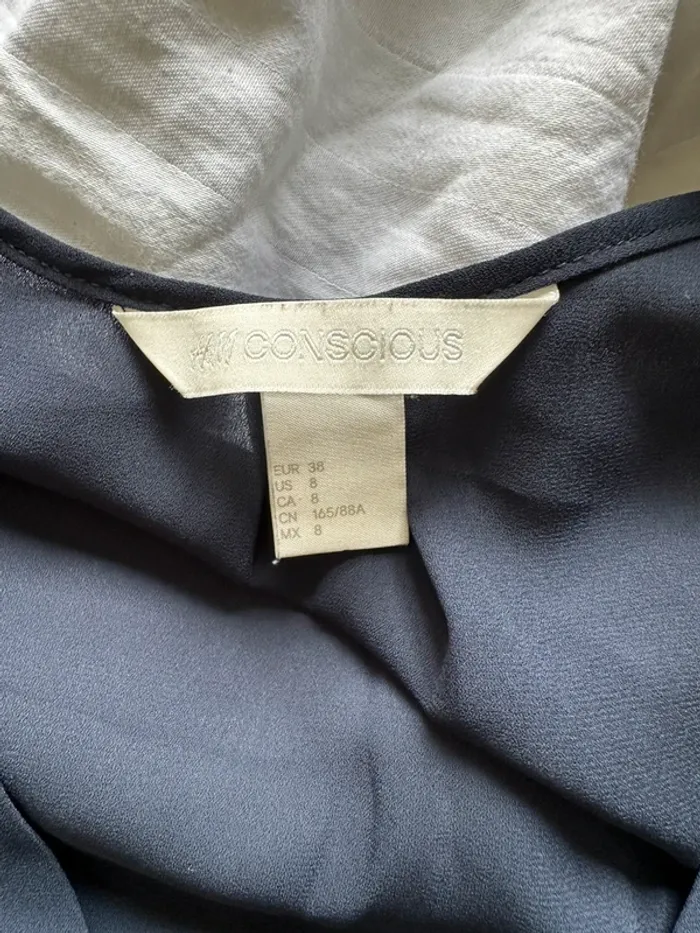 H&M CONSCIOUS
EUR 38
US 8
CA 8
CN 165/88A
MX 8